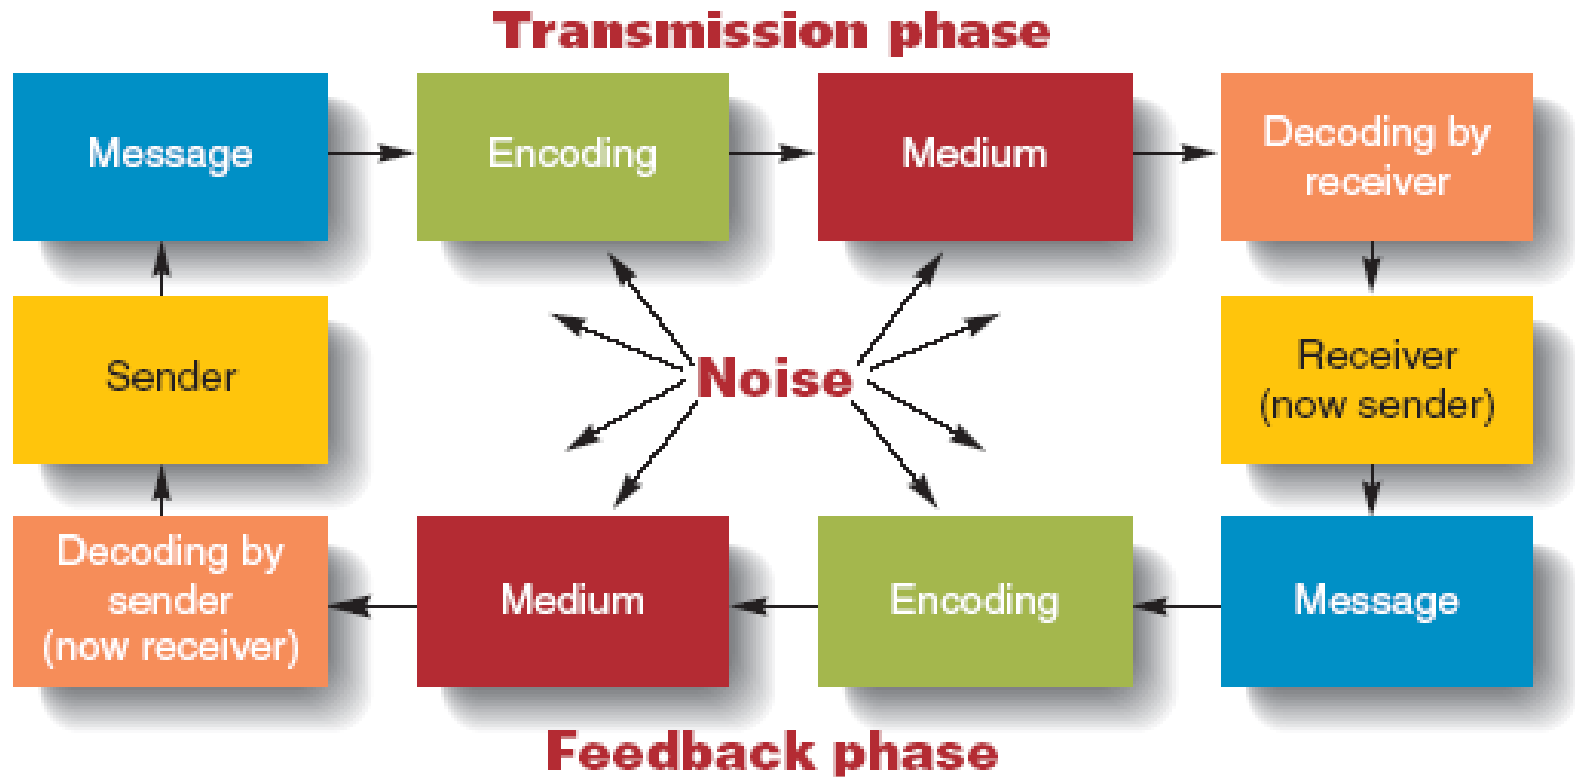 Transmission phase
Message
Encoding
Medium
Decoding by
receiver
Sender
Noise
Receiver
(now sender)
Decoding by
sender
(now receiver)
Medium
Encoding
Message
Feedback phase